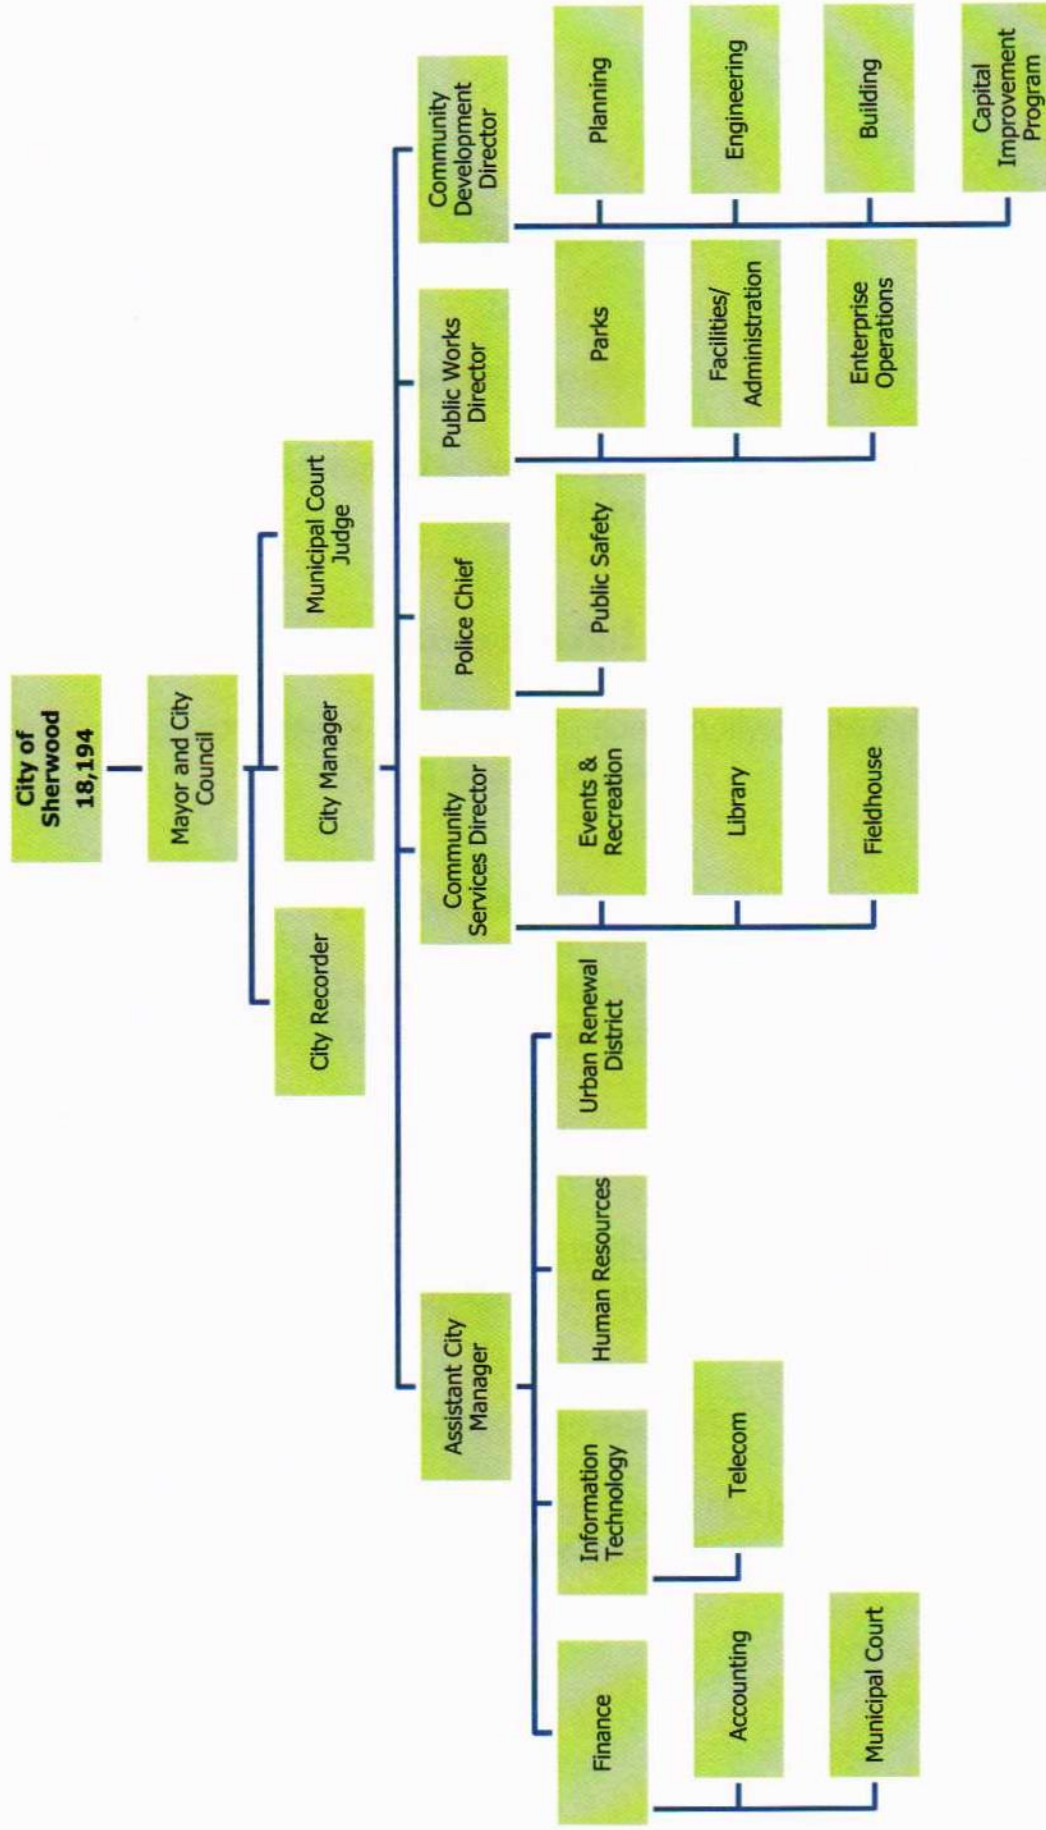 City of
Sherwood
18,194
Mayor and City
Council
City Recorder
City Manager
Municipal Court
Judge
Assistant City
Manager
Community
Services Director
Police Chief
Public Works
Director
Community
Development
Director
Finance
Accounting
Municipal Court
Information
Technology
Telecom
Human Resources
Urban Renewal
District
Events &
Recreation
Library
Fieldhouse
Public Safety
Parks
Facilities/
Administration
Enterprise
Operations
Planning
Engineering
Building
Capital
Improvement
Program